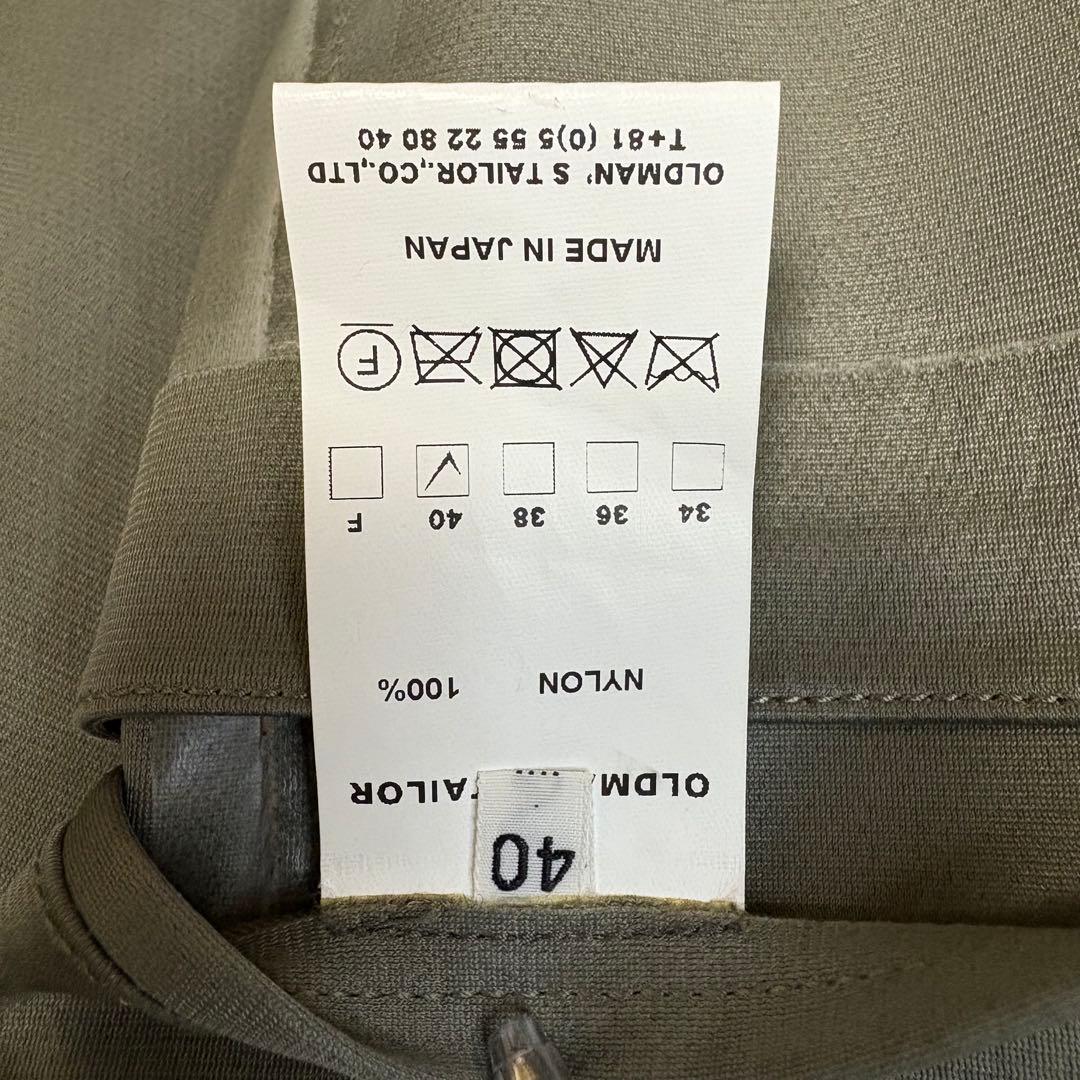 40
OLDM TAILOR
NYLON 100%
34 36 38 40 F
F
MADE IN JAPAN
OLDMAN' S TAILOR.,CO.,LTD
T+81 (0)5 55 22 80 40